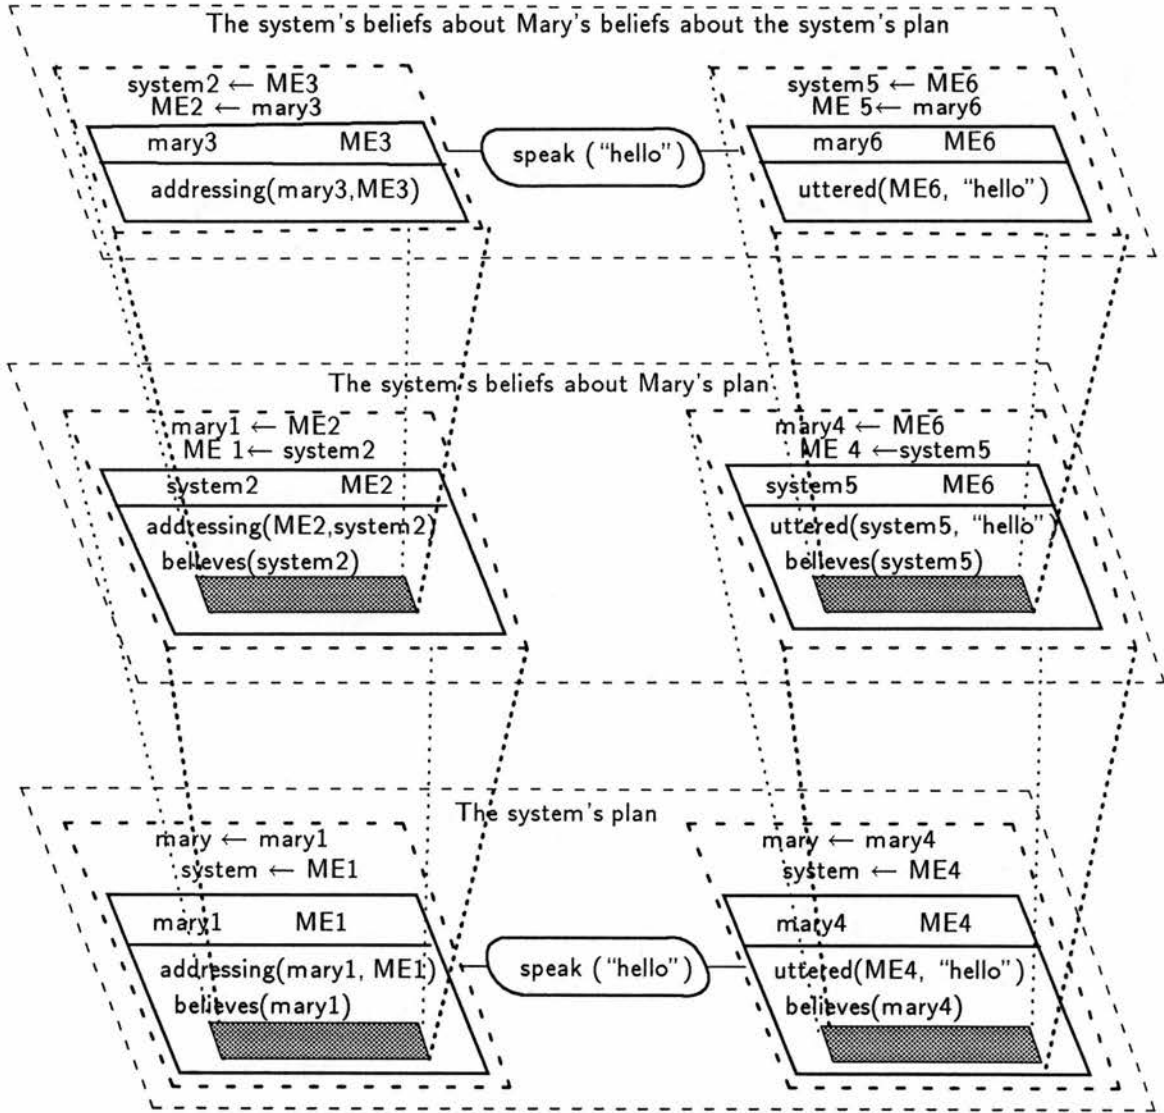 The system's beliefs about Mary's beliefs about the system's plan
system2 ← ME3
ME2 ← mary3
mary3 ME3
addressing(mary3,ME3)
speak ("hello")
system5 ← ME6
ME 5← mary6
mary6 ME6
uttered(ME6, "hello")
The system's beliefs about Mary's plan
mary1 ← ME2
ME 1← system2
system2 ME2
addressing(ME2,system2)
believes(system2)
mary4 ← ME6
ME 4 ←system5
system5 ME6
uttered(system5, "hello")
believes(system5)
The system's plan
mary ← mary1
system ← ME1
mary1 ME1
addressing(mary1, ME1)
believes(mary1)
speak ("hello")
mary ← mary4
system ← ME4
mary4 ME4
uttered(ME4, "hello")
believes(mary4)